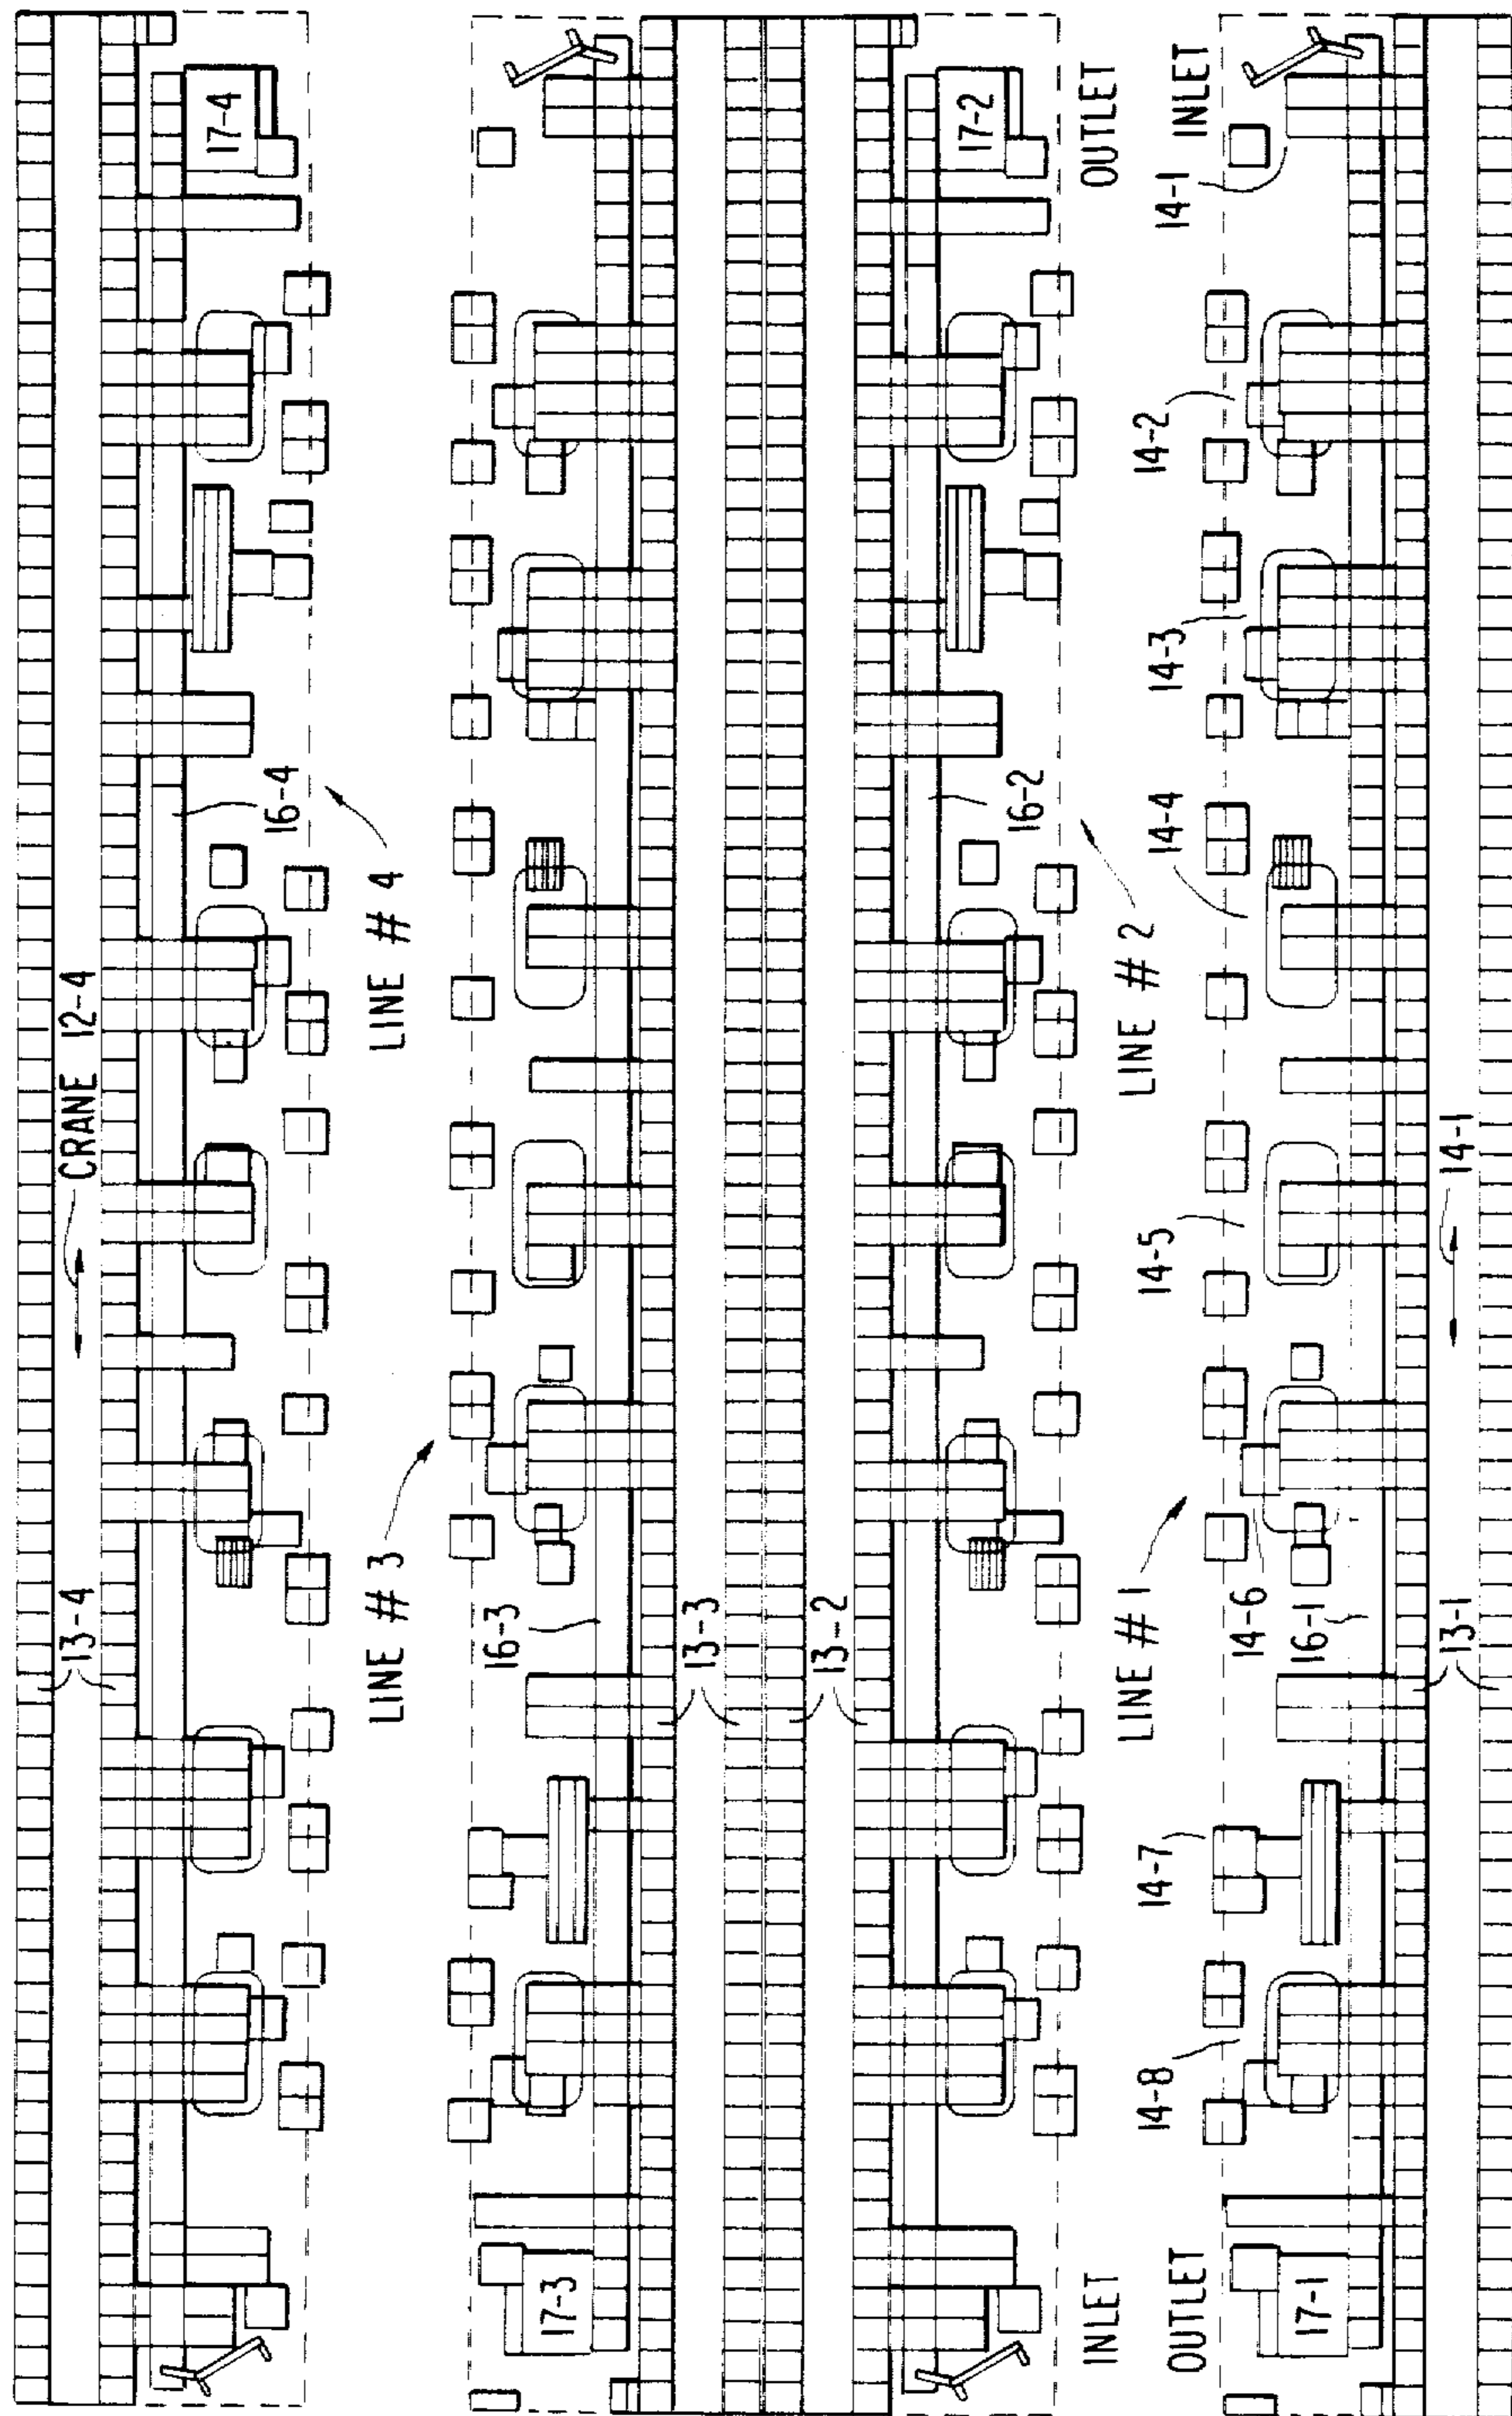 13-4
CRANE 12-4
17-4
16-4
LINE # 4
LINE # 3
17-3
16-3
13-3
13-2
17-2
16-2
LINE # 2
INLET
OUTLET
OUTLET
INLET
14-1
14-2
14-3
14-4
14-5
14-6
14-7
14-8
LINE # 1
16-1
17-1
13-1
14-1